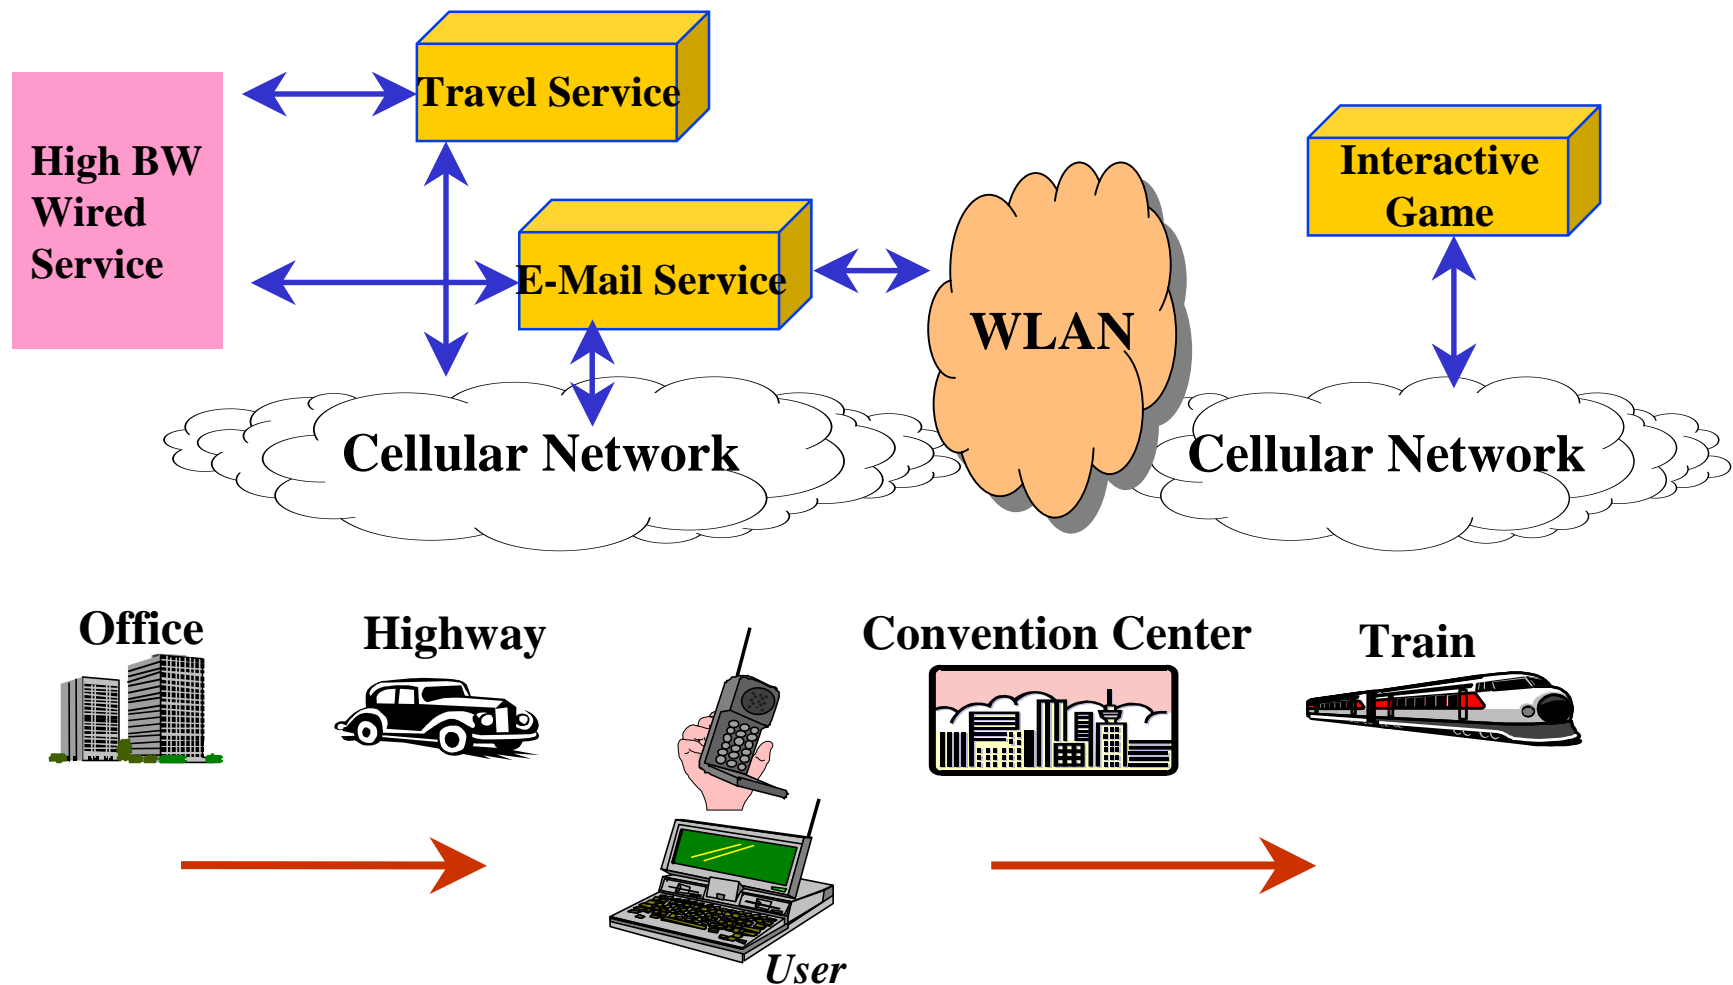 Travel Service
High BW
Wired
Service
E-Mail Service
WLAN
Interactive
Game
Cellular Network
Cellular Network
Office
Highway
Convention Center
Train
User